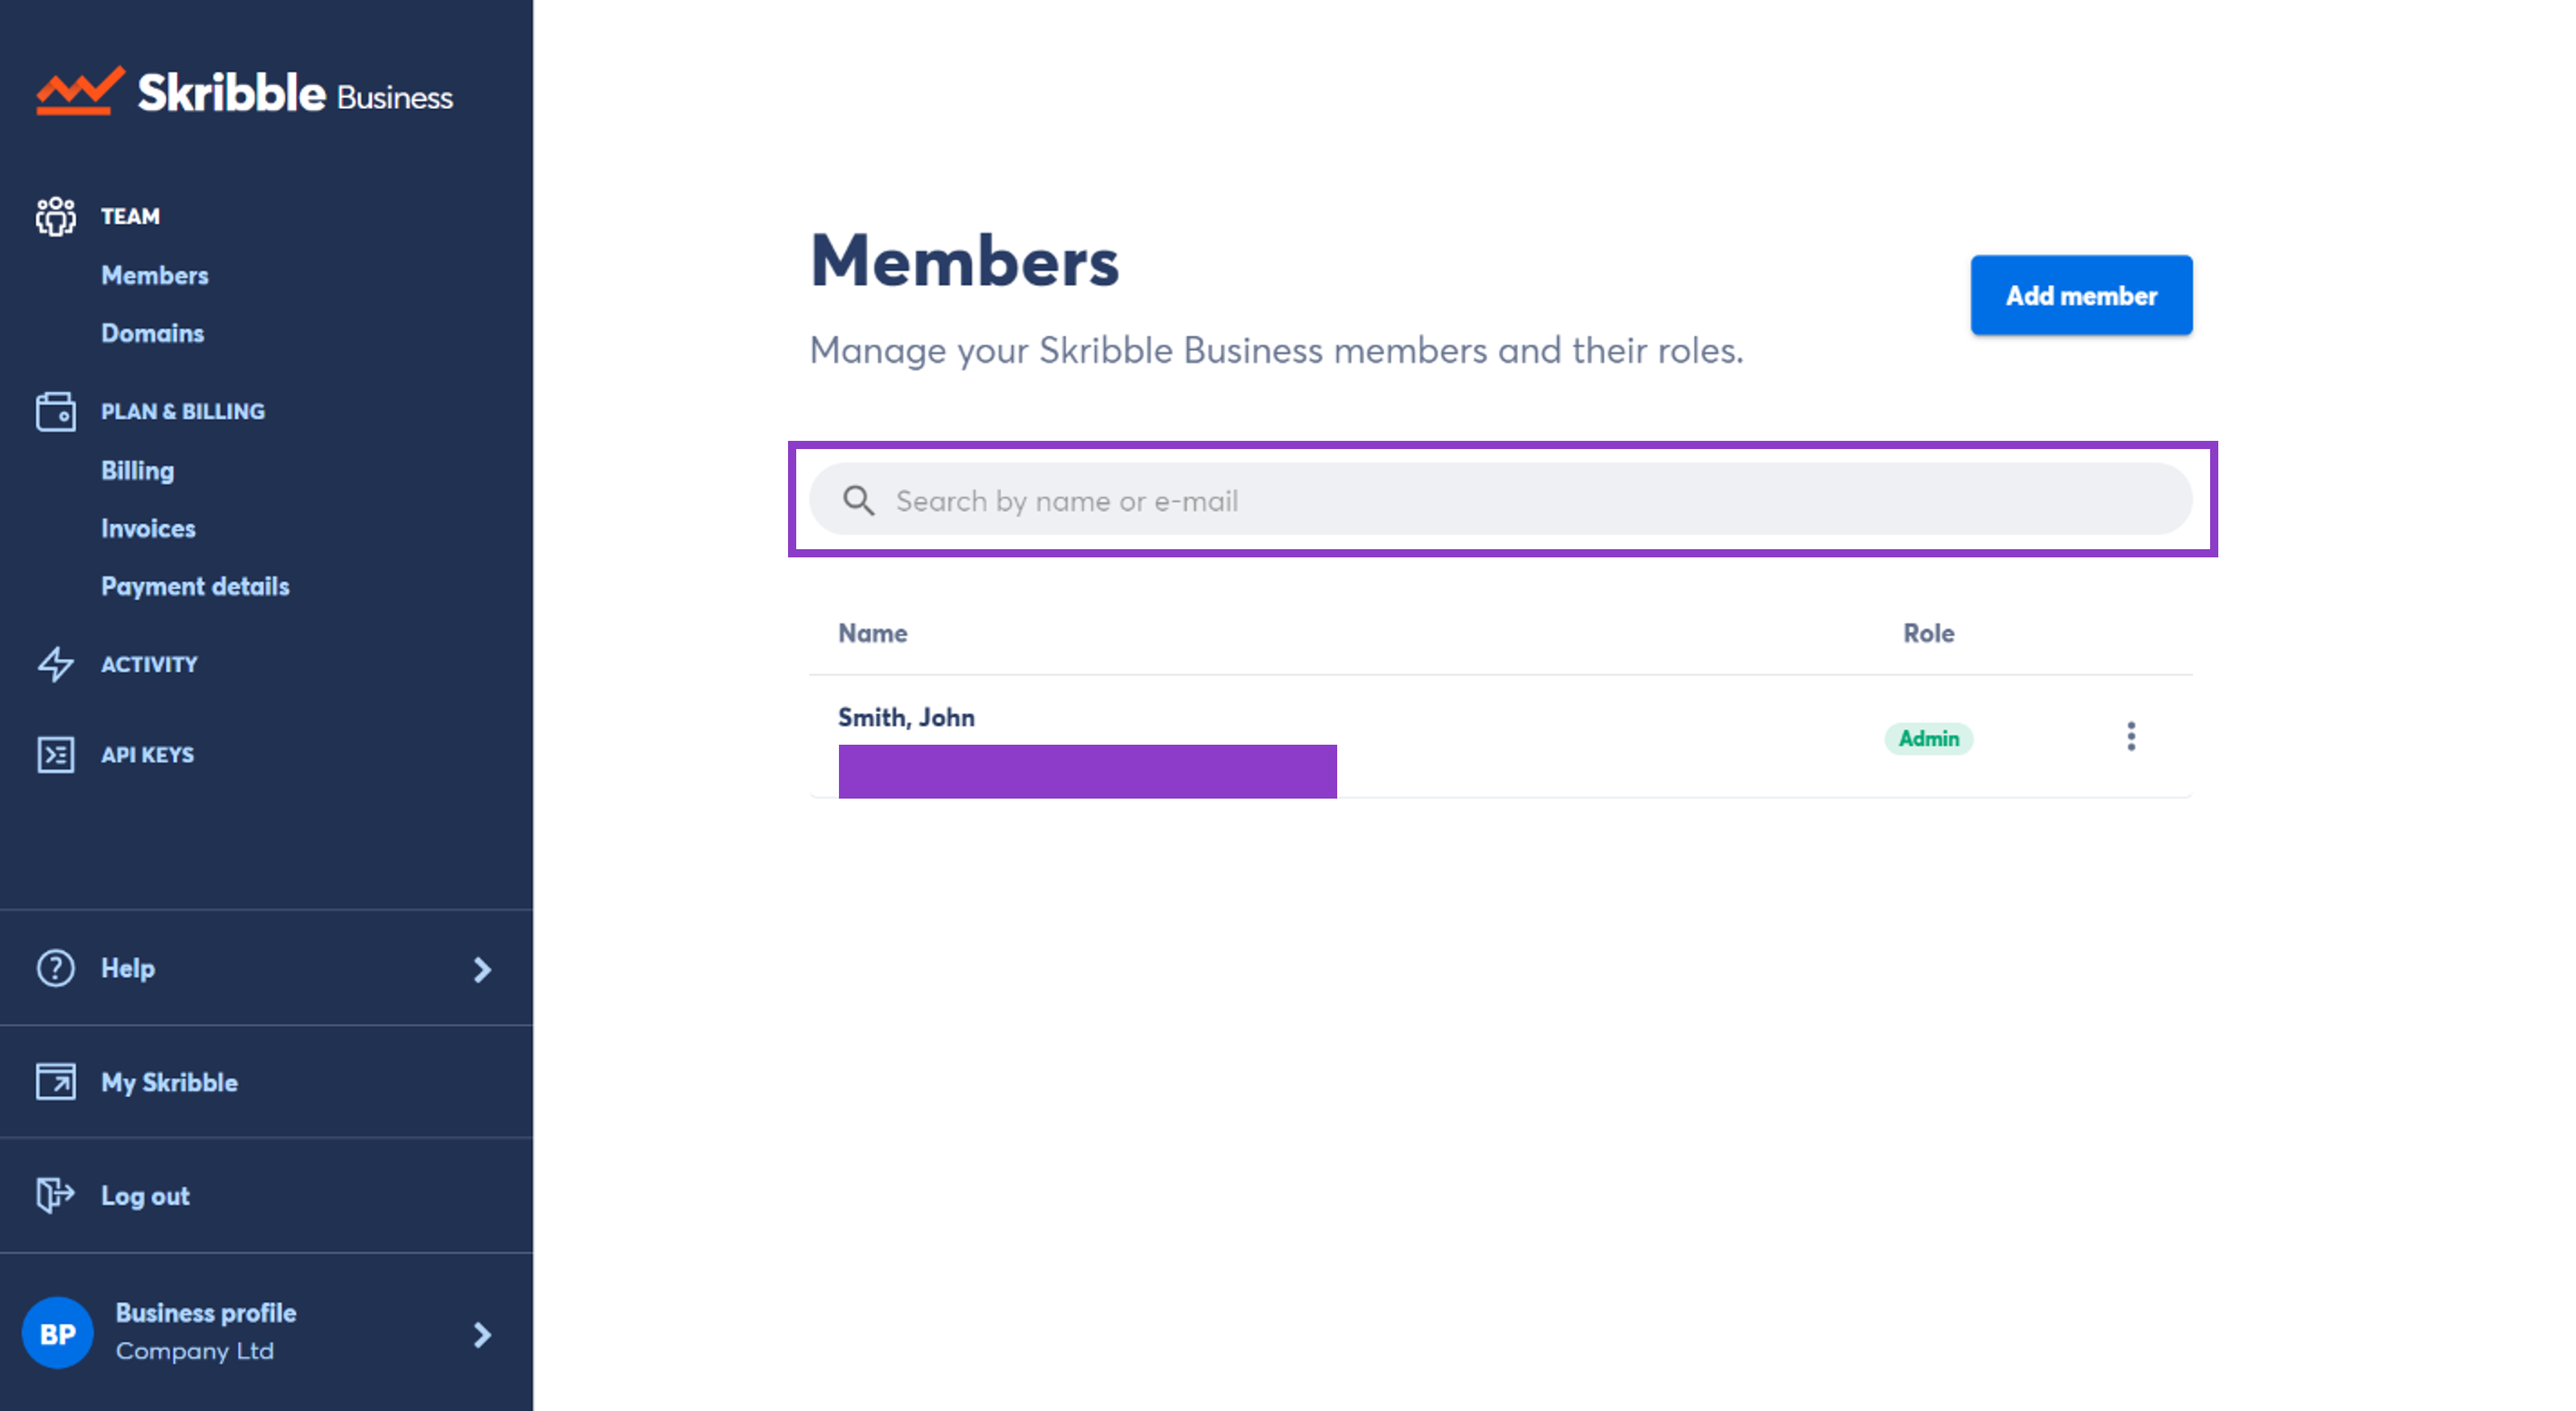 Skribble Business
TEAM
Members
Domains
PLAN & BILLING
Billing
Invoices
Payment details
ACTIVITY
API KEYS
Help
My Skribble
Log out
BP
Business profile
Company Ltd
Members
Add member
Manage your Skribble Business members and their roles.
Search by name or e-mail
Name Role
Smith, John
Admin